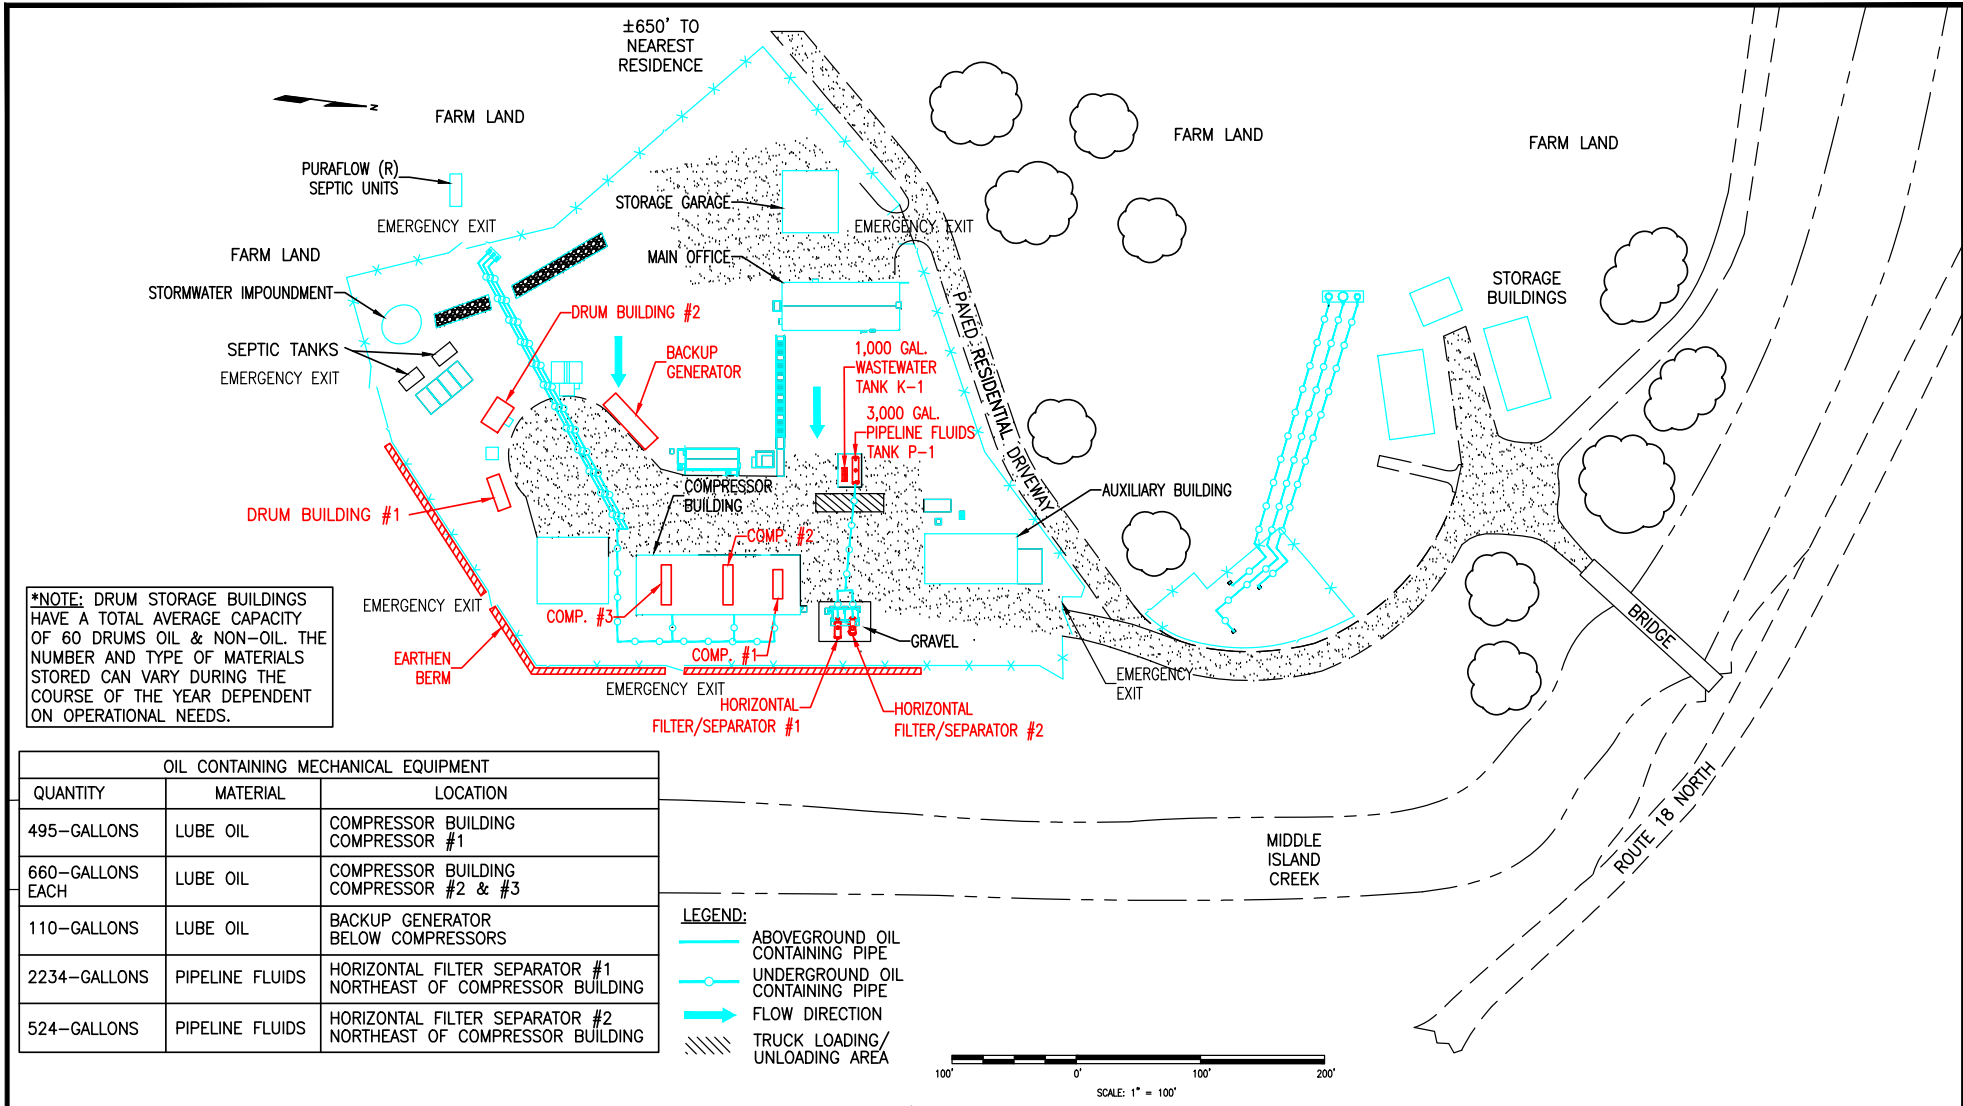 ±650' TO
NEAREST
RESIDENCE
N
FARM LAND
FARM LAND
FARM LAND
PURAFLOW (R)
SEPTIC UNITS
STORAGE GARAGE
EMERGENCY EXIT
EMERGENCY EXIT
FARM LAND
MAIN OFFICE
STORMWATER IMPOUNDMENT
STORAGE
BUILDINGS
DRUM BUILDING #2
PAVED RESIDENTIAL DRIVEWAY
SEPTIC TANKS
EMERGENCY EXIT
BACKUP
GENERATOR
1,000 GAL.
WASTEWATER
TANK K-1
3,000 GAL.
PIPELINE FLUIDS
TANK P-1
COMPRESSOR
BUILDING
AUXILIARY BUILDING
DRUM BUILDING #1
COMP. #2
COMP. #3
COMP. #1
EMERGENCY EXIT
GRAVEL
BRIDGE
EARTHEN
BERM
EMERGENCY EXIT
EMERGENCY
EXIT
HORIZONTAL
FILTER/SEPARATOR #1
HORIZONTAL
FILTER/SEPARATOR #2
*NOTE: DRUM STORAGE BUILDINGS
HAVE A TOTAL AVERAGE CAPACITY
OF 60 DRUMS OIL & NON-OIL. THE
NUMBER AND TYPE OF MATERIALS
STORED CAN VARY DURING THE
COURSE OF THE YEAR DEPENDENT
ON OPERATIONAL NEEDS.
OIL CONTAINING MECHANICAL EQUIPMENT
QUANTITY MATERIAL LOCATION
495-GALLONS LUBE OIL COMPRESSOR BUILDING
COMPRESSOR #1
660-GALLONS
EACH LUBE OIL COMPRESSOR BUILDING
COMPRESSOR #2 & #3
110-GALLONS LUBE OIL BACKUP GENERATOR
BELOW COMPRESSORS
2234-GALLONS PIPELINE FLUIDS HORIZONTAL FILTER SEPARATOR #1
NORTHEAST OF COMPRESSOR BUILDING
524-GALLONS PIPELINE FLUIDS HORIZONTAL FILTER SEPARATOR #2
NORTHEAST OF COMPRESSOR BUILDING
MIDDLE
ISLAND
CREEK
ROUTE 18 NORTH
LEGEND:
ABOVEGROUND OIL
CONTAINING PIPE
UNDERGROUND OIL
CONTAINING PIPE
FLOW DIRECTION
TRUCK LOADING/
UNLOADING AREA
100' 0' 100' 200'
SCALE: 1" = 100'